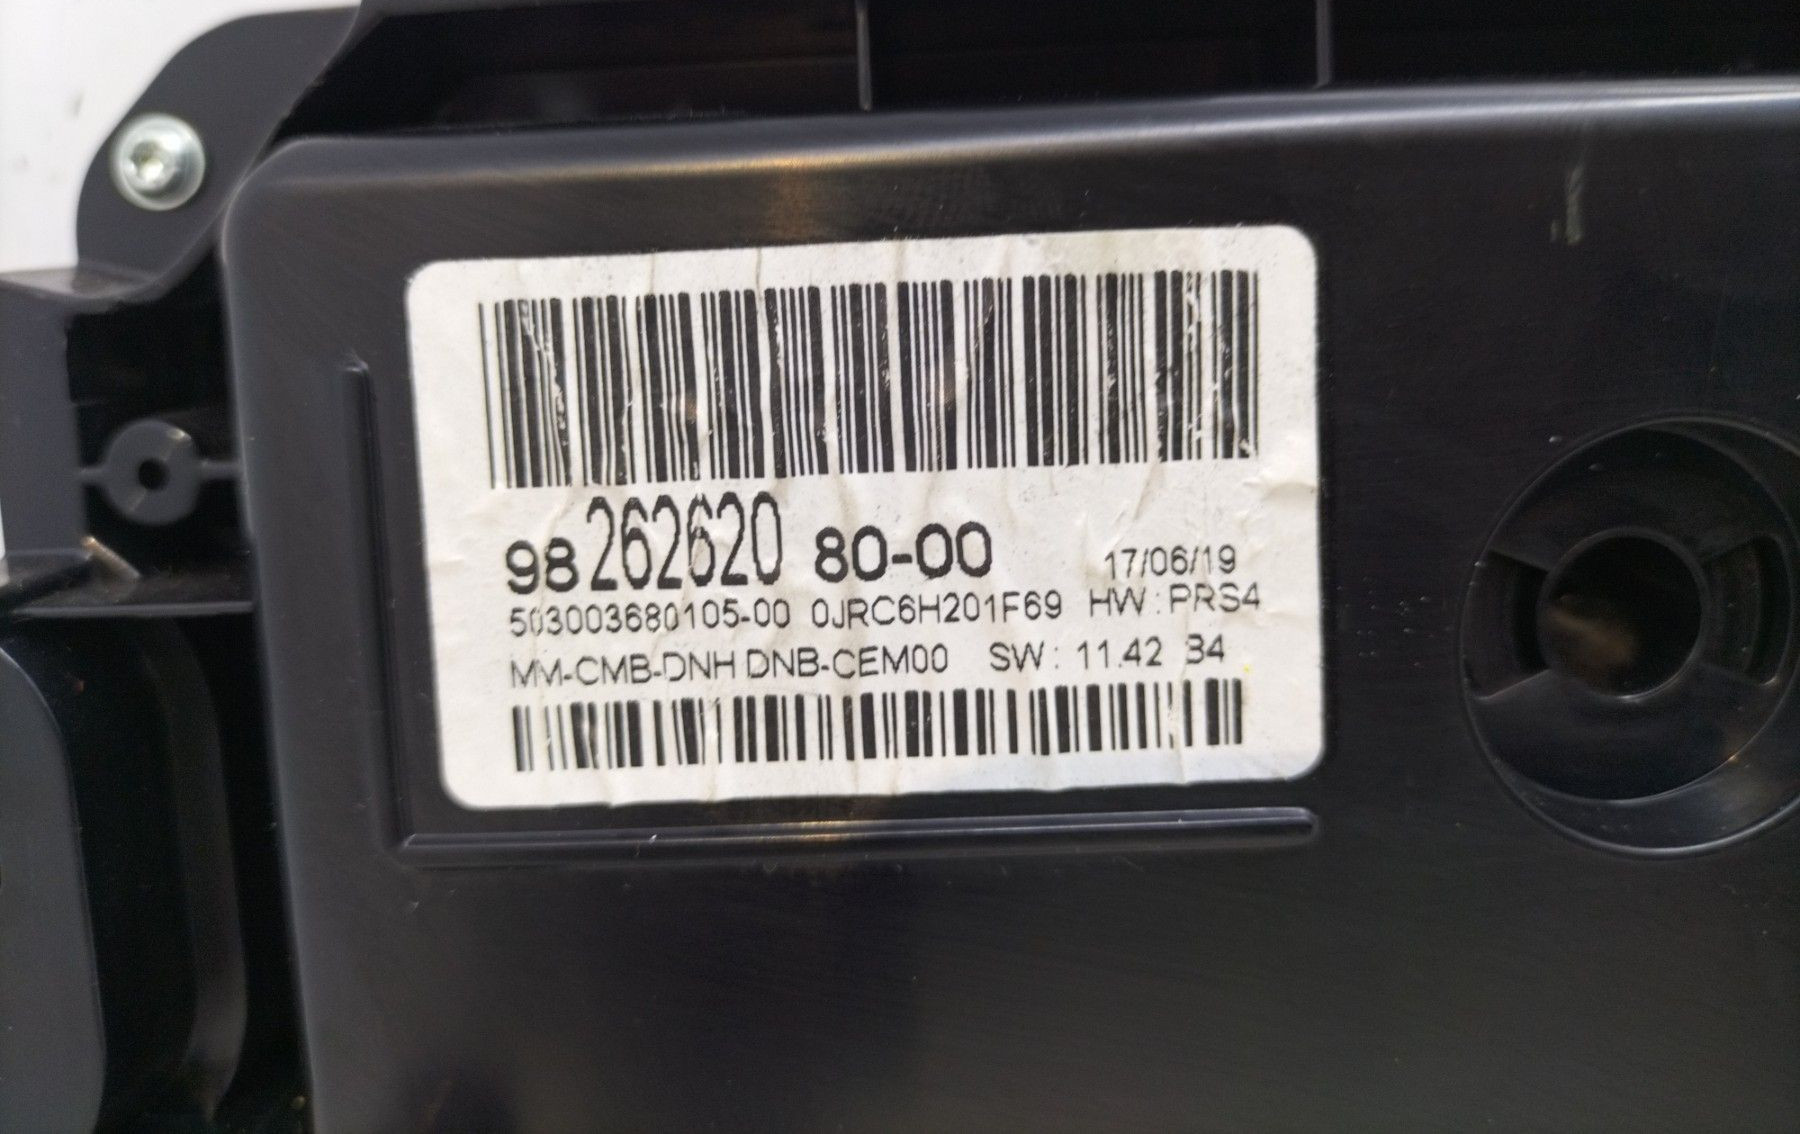 98 262620 80-00 17/06/19
503003680105-00 0JRC6H201F69 HW:PRS4
MM-CMB-DNH DNB-CEM00 SW: 11.42 34